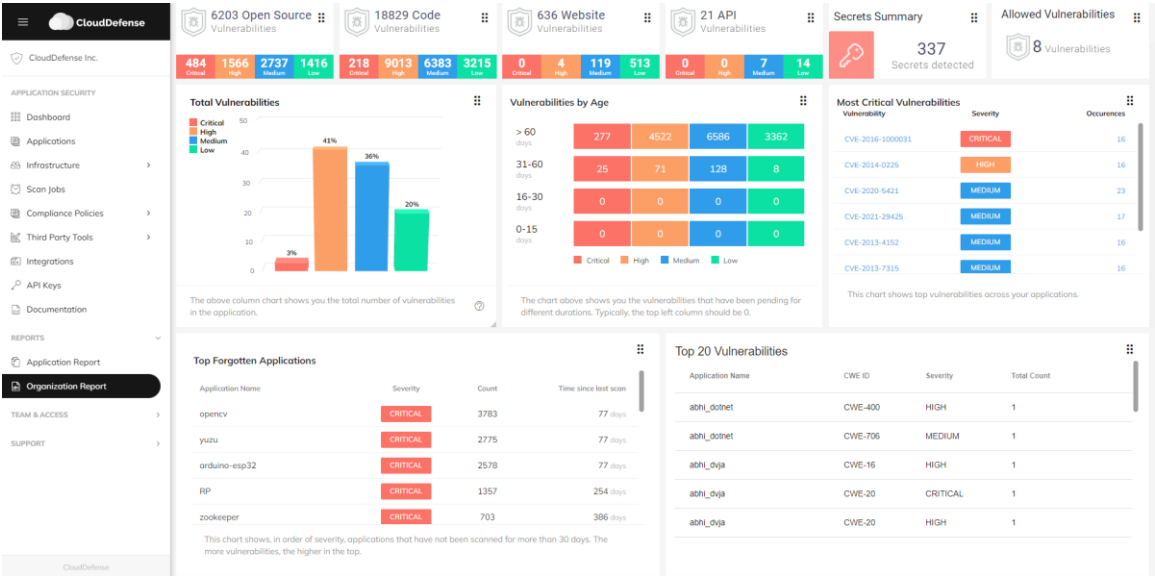 CloudDefense
CloudDefense Inc.
APPLICATION SECURITY
Dashboard
Applications
Infrastructure
Scan Jobs
Compliance Policies
Third Party Tools
Integrations
API Keys
Documentation
REPORTS
Application Report
Organization Report
TEAM & ACCESS
SUPPORT
CloudDefense
6203 Open Source
Vulnerabilities
484 1566 2737 1416
Critical High Medium Low
18829 Code
Vulnerabilities
218 9013 6383 3215
Critical High Medium Low
636 Website
Vulnerabilities
0 4 119 513
Critical High Medium Low
21 API
Vulnerabilities
0 0 7 14
Critical High Medium Low
Secrets Summary
337
Secrets detected
Allowed Vulnerabilities
8 Vulnerabilities
Total Vulnerabilities
Critical
High
Medium
Low
50
40
30
20
10
0
3%
41%
36%
20%
The above column chart shows you the total number of vulnerabilities
in the application.
Vulnerabilities by Age
> 60 277 4522 6586 3362
days
31-60 25 71 128 8
days
16-30 0 0 0 0
days
0-15 0 0 0 0
days
Critical High Medium Low
The chart above shows you the vulnerabilities that have been pending for
different durations. Typically, the top left column should be 0.
Most Critical Vulnerabilities
Vulnerability Severity Occurences
CVE-2016-1000031 CRITICAL 16
CVE-2014-0225 HIGH 16
CVE-2020-5421 MEDIUM 23
CVE-2021-29425 MEDIUM 17
CVE-2013-4152 MEDIUM 16
CVE-2013-7315 MEDIUM 16
This chart shows top vulnerabilities across your applications.
Top Forgotten Applications
Application Name Severity Count Time since last scan
opencv CRITICAL 3783 77 days
yuzu CRITICAL 2775 77 days
arduino-esp32 CRITICAL 2578 77 days
RP CRITICAL 1357 254 days
zookeeper CRITICAL 703 386 days
This chart shows, in order of severity, applications that have not been scanned for more than 30 days. The
more vulnerabilities, the higher in the top.
Top 20 Vulnerabilities
Application Name CWE ID Severity Total Count
abhi_dotnet CWE-400 HIGH 1
abhi_dotnet CWE-706 MEDIUM 1
abhi_dvja CWE-16 HIGH 1
abhi_dvja CWE-20 CRITICAL 1
abhi_dvja CWE-20 HIGH 1